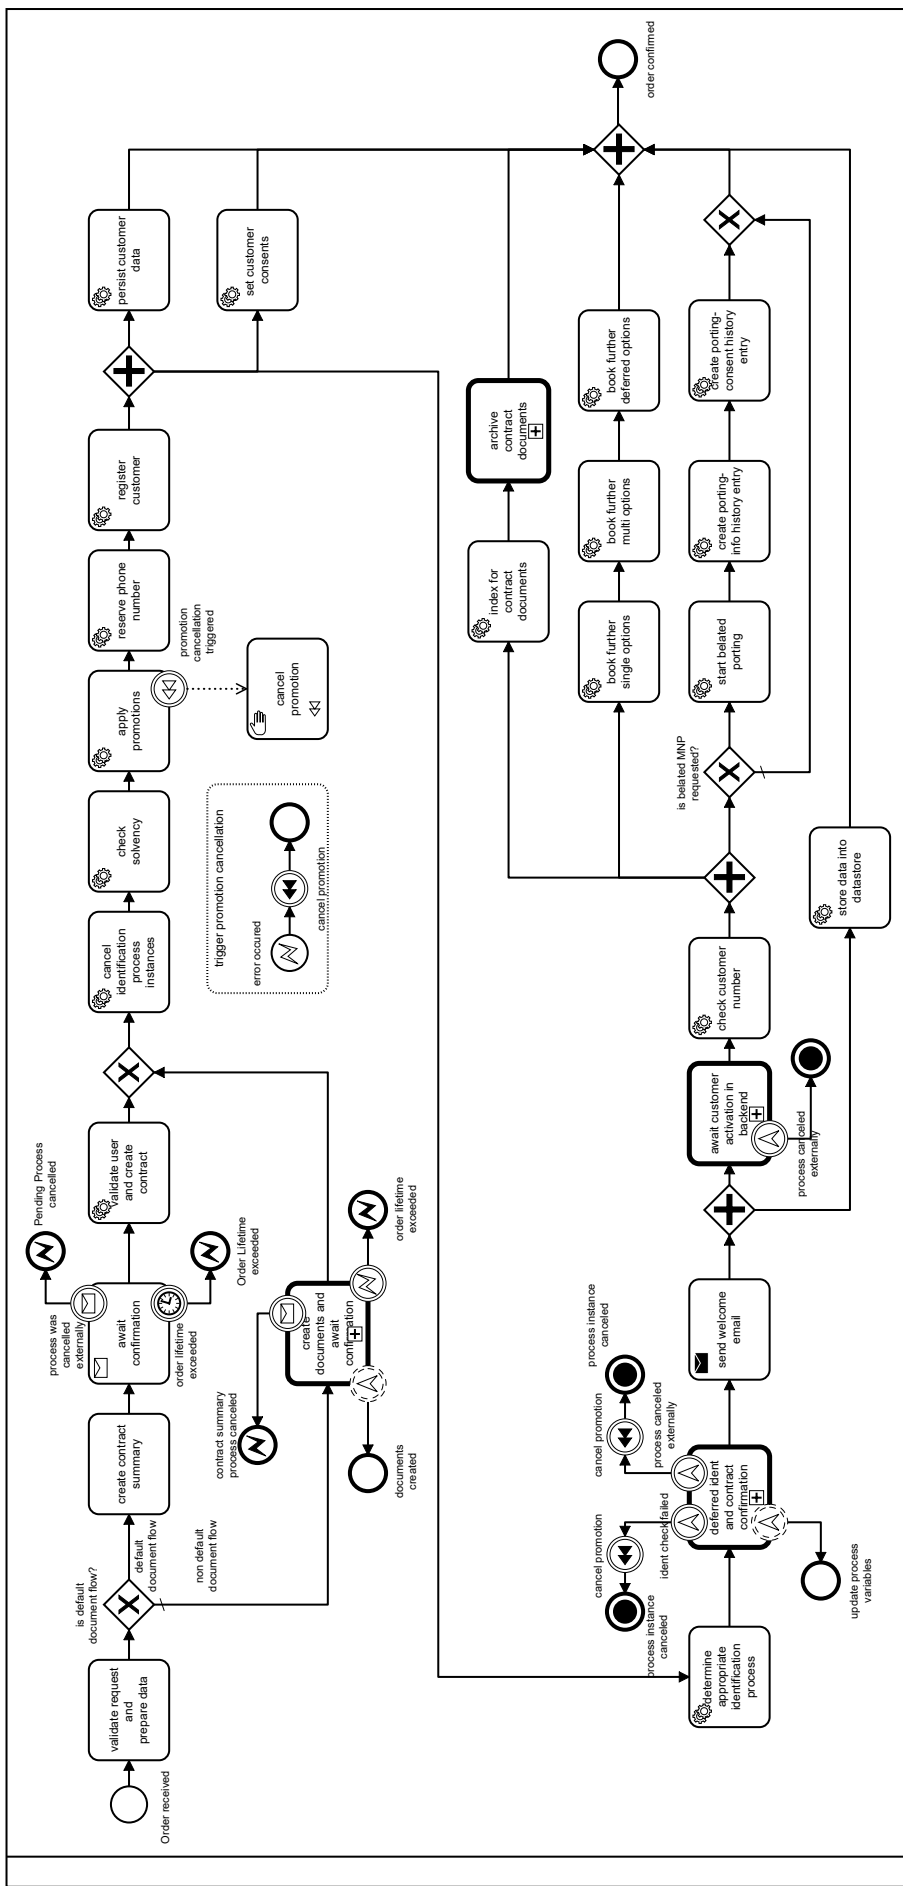 Order received
validate request
and
prepare data
is default
document flow?
default
document flow
non default
document flow
create contract
summary
process was
cancelled
externally
Pending Process
cancelled
await
confirmation
order lifetime
exceeded
Order Lifetime
exceeded
validate user
and create
contract
contract summary
process canceled
create
documents and
await
confirmation
documents
created
order lifetime
exceeded
cancel
identification
process
instances
check
solvency
apply
promotions
promotion
cancellation
triggered
cancel
promotion
reserve phone
number
register
customer
trigger promotion cancellation
error occured
cancel promotion
persist customer
data
set customer
consents
determine
appropriate
identification
process
process instance
canceled
cancel promotion
ident check failed
deferred ident
and contract
confirmation
process instance
canceled
cancel promotion
process canceled
externally
update process
variables
send welcome
email
await customer
activation in
backend
process canceled
externally
check customer
number
store data into
datastore
is belated MNP
requested?
index for
contract
documents
archive
contract
documents
book further
single options
book further
multi options
book further
deferred options
start belated
porting
create porting-
info history entry
create porting-
consent history
entry
order confirmed